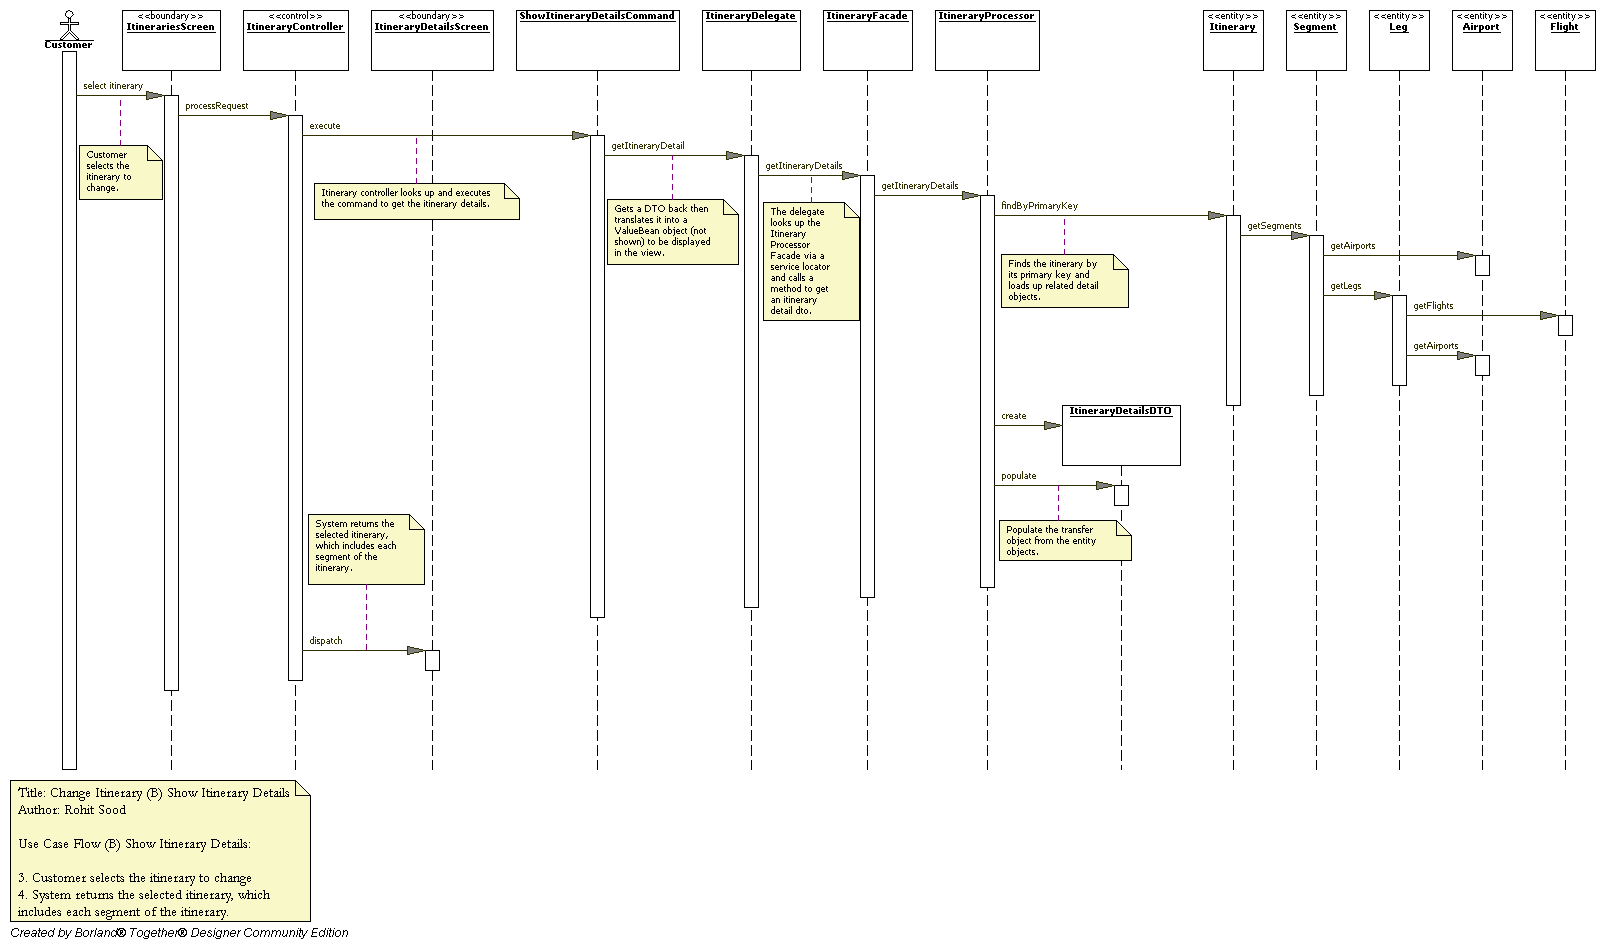 <<boundary>>
ItinerariesScreen
<<control>>
ItineraryController
<<boundary>>
ItineraryDetailsScreen
ShowItineraryDetailsCommand
ItineraryDelegate
ItineraryFacade
ItineraryProcessor
<<entity>>
Itinerary
<<entity>>
Segment
<<entity>>
Leg
<<entity>>
Airport
<<entity>>
Flight
Customer
select itinerary
processRequest
execute
getItineraryDetail
getItineraryDetails
getItineraryDetails
findByPrimaryKey
getSegments
getAirports
getLegs
getFlights
getAirports
Customer
selects the
itinerary to
change.
Itinerary controller looks up and executes
the command to get the itinerary details.
Gets a DTO back then
translates it into a
ValueBean object (not
shown) to be displayed
in the view.
The delegate
looks up the
Itinerary
Processor
Facade via a
service locator
and calls a
method to get
an itinerary
detail dto.
Finds the itinerary by
its primary key and
loads up related detail
objects.
create
ItineraryDetailsDTO
populate
Populate the transfer
object from the entity
objects.
System returns the
selected itinerary,
which includes each
segment of the
itinerary.
dispatch
Title: Change Itinerary (B) Show Itinerary Details
Author: Rohit Sood
Use Case Flow (B) Show Itinerary Details:
3. Customer selects the itinerary to change
4. System returns the selected itinerary, which
includes each segment of the itinerary.
Created by Borland® Together® Designer Community Edition